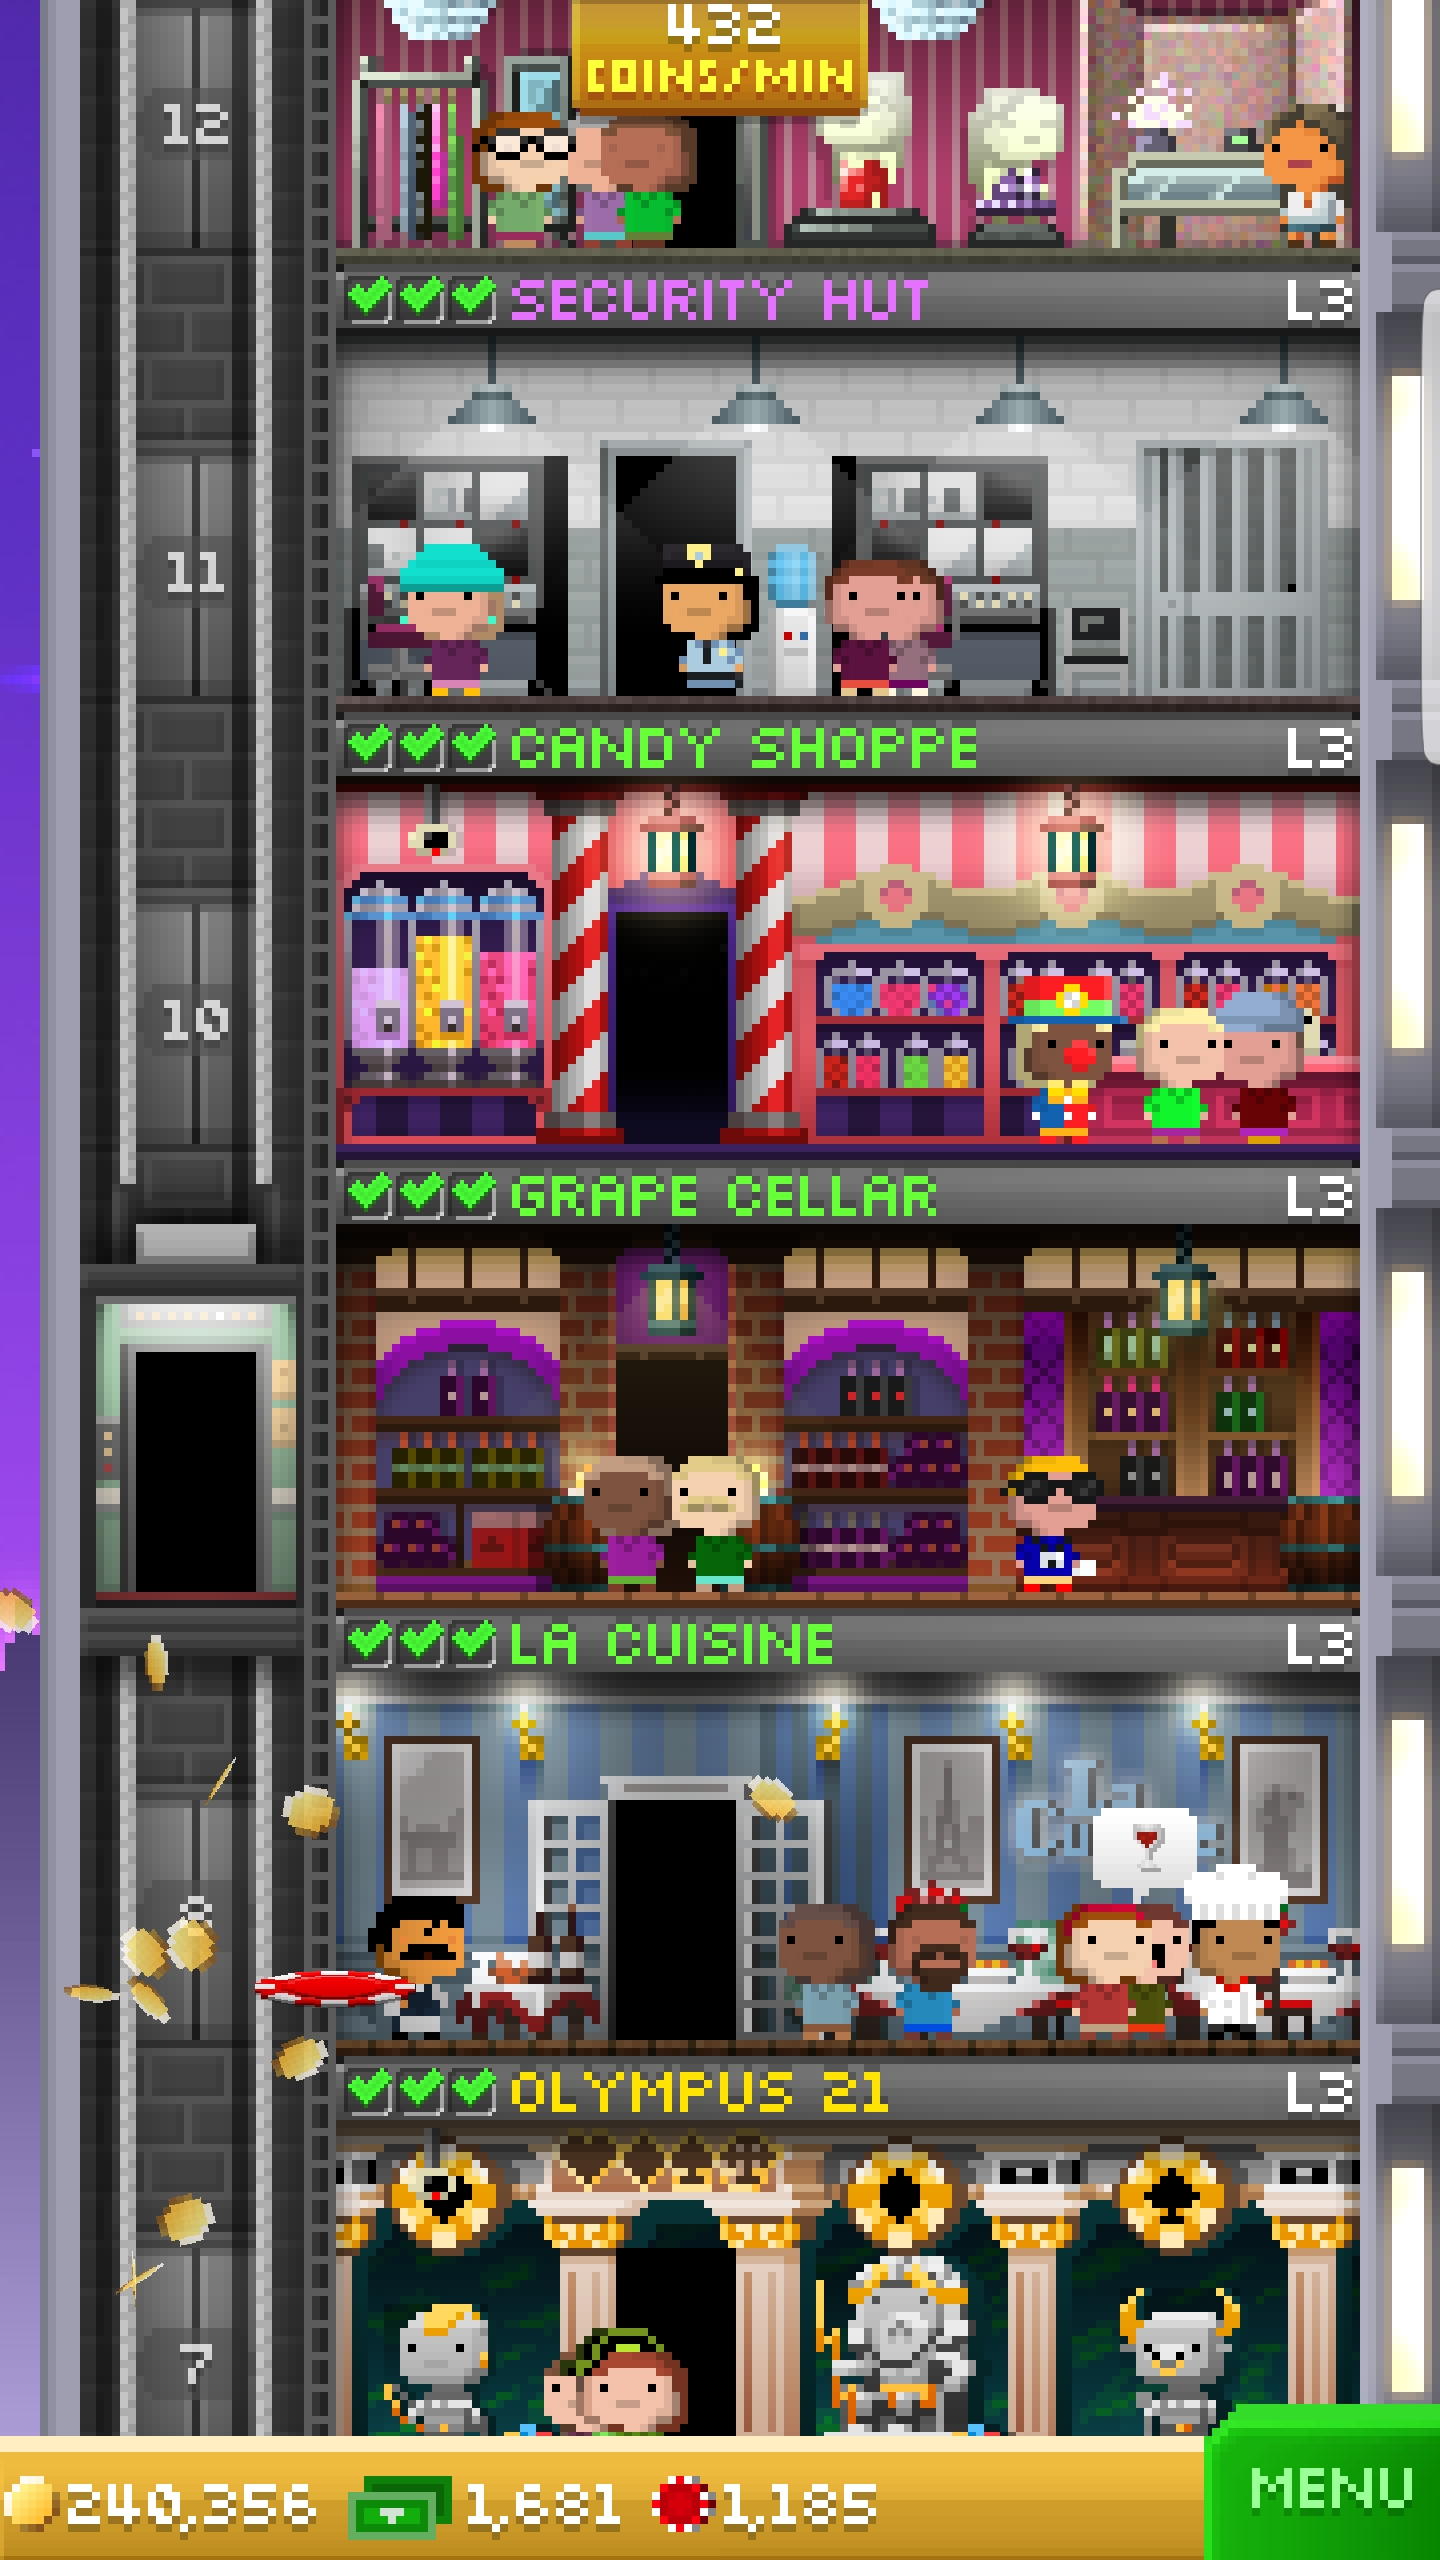 432
COINS/MIN
12
SECURITY HUT L3
11
CANDY SHOPPE L3
10
GRAPE CELLAR L3
LA CUISINE L3
La
8
OLYMPUS 21 L3
7
240,356 1,681 1,185
MENU